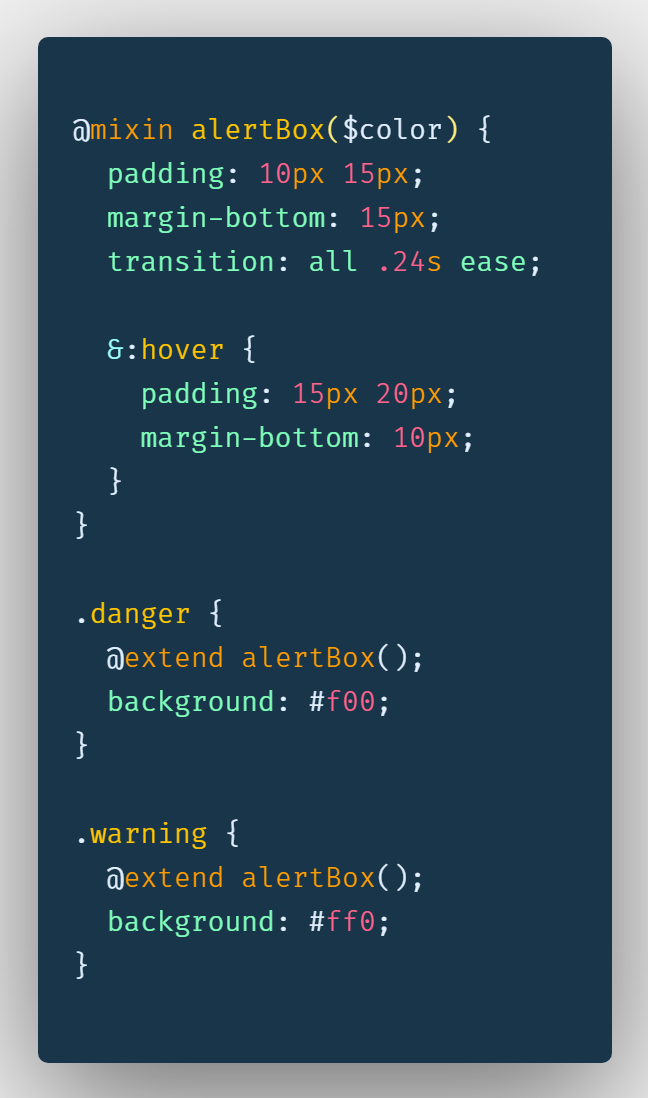 @mixin alertBox($color) {
  padding: 10px 15px;
  margin-bottom: 15px;
  transition: all .24s ease;

  &:hover {
    padding: 15px 20px;
    margin-bottom: 10px;
  }
}

.danger {
  @extend alertBox();
  background: #f00;
}

.warning {
  @extend alertBox();
  background: #ff0;
}